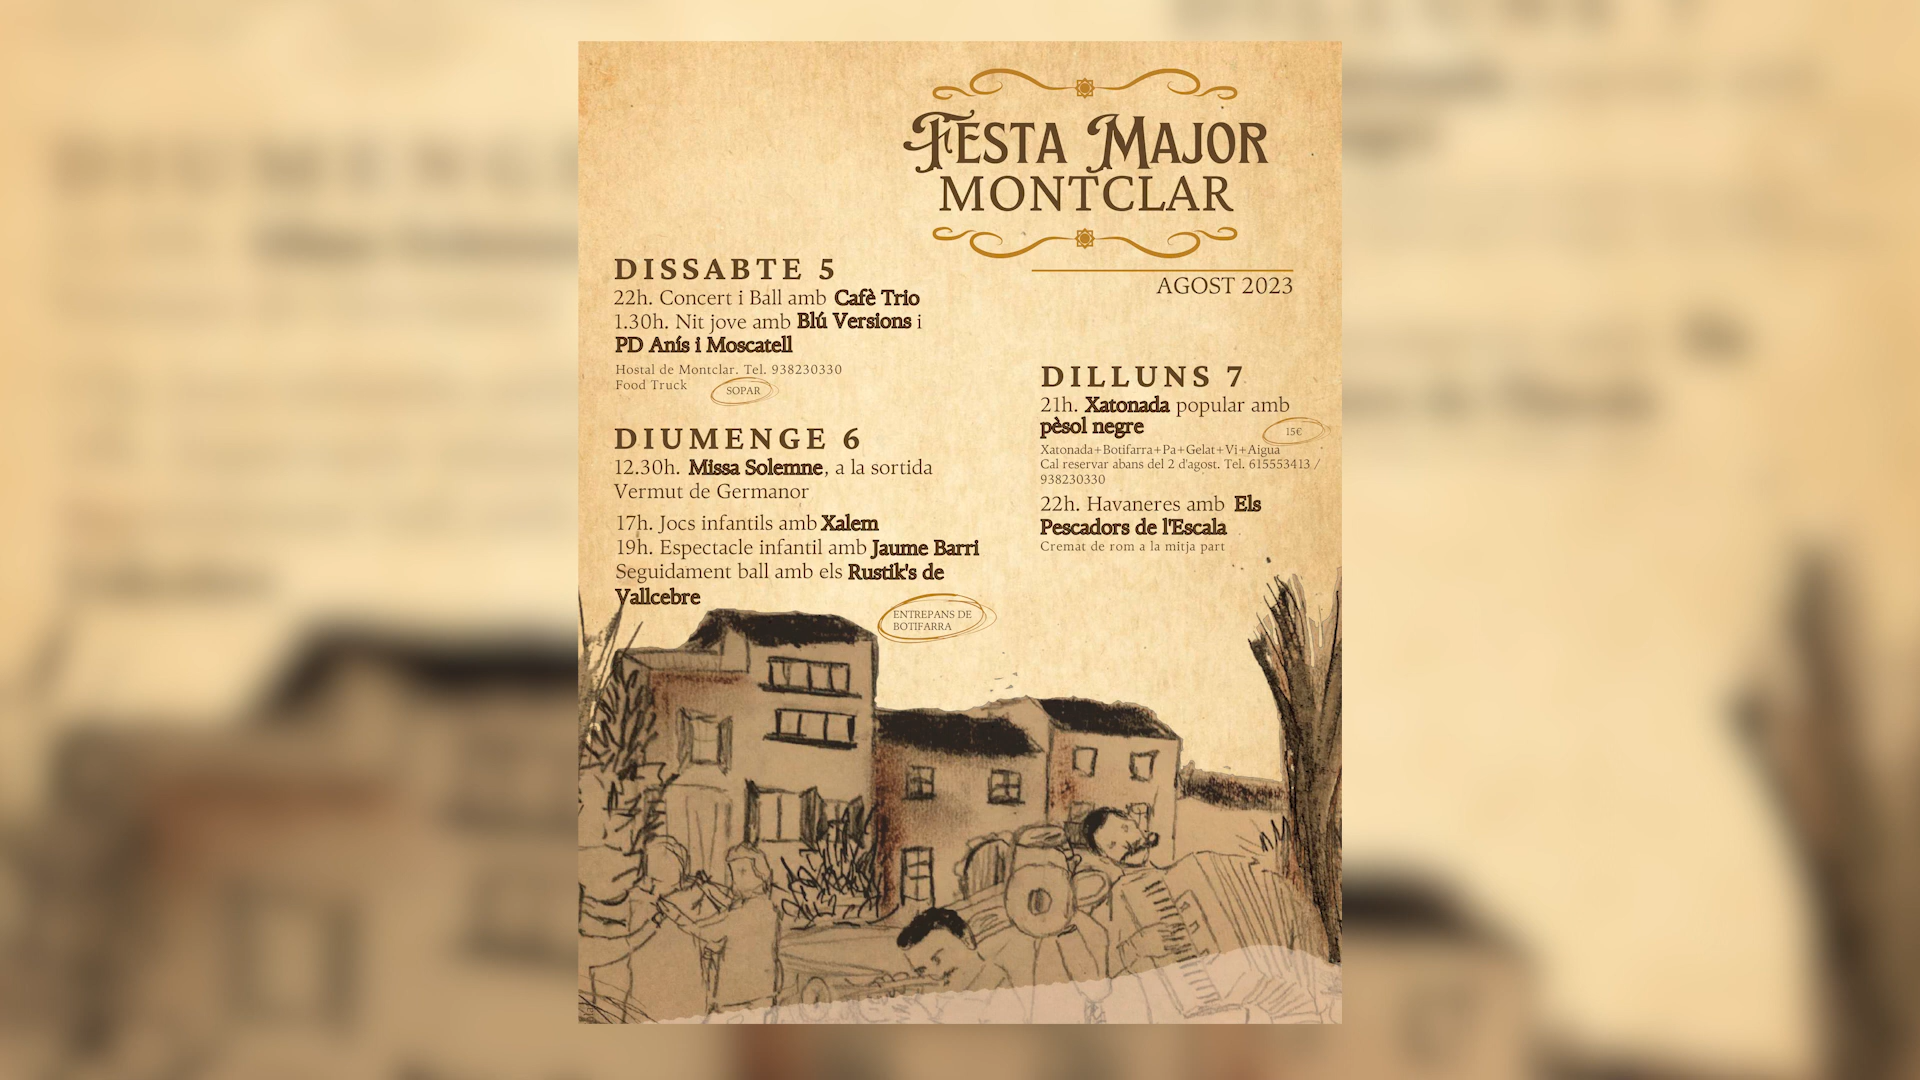 FESTA MAJOR
MONTCLAR
AGOST 2023
DISSABTE 5
22h. Concert i Ball amb Cafè Trio
1.30h. Nit jove amb Blú Versions i
PD Anís i Moscatell
Hostal de Montclar. Tel. 938230330
Food Truck
SOPAR
DIUMENGE 6
12.30h. Missa Solemne, a la sortida
Vermut de Germanor
17h. Jocs infantils amb Xalem
19h. Espectacle infantil amb Jaume Barri
Seguidament ball amb els Rustik's de
Vallcebre
ENTREPANS DE
BOTIFARRA
DILLUNS 7
21h. Xatonada popular amb
pèsol negre
15€
Xatonada+Botifarra+Pa+Gelat+Vi+Aigua
Cal reservar abans del 2 d'agost. Tel. 615553413 /
938230330
22h. Havaneres amb Els
Pescadors de l'Escala
Cremat de rom a la mitja part